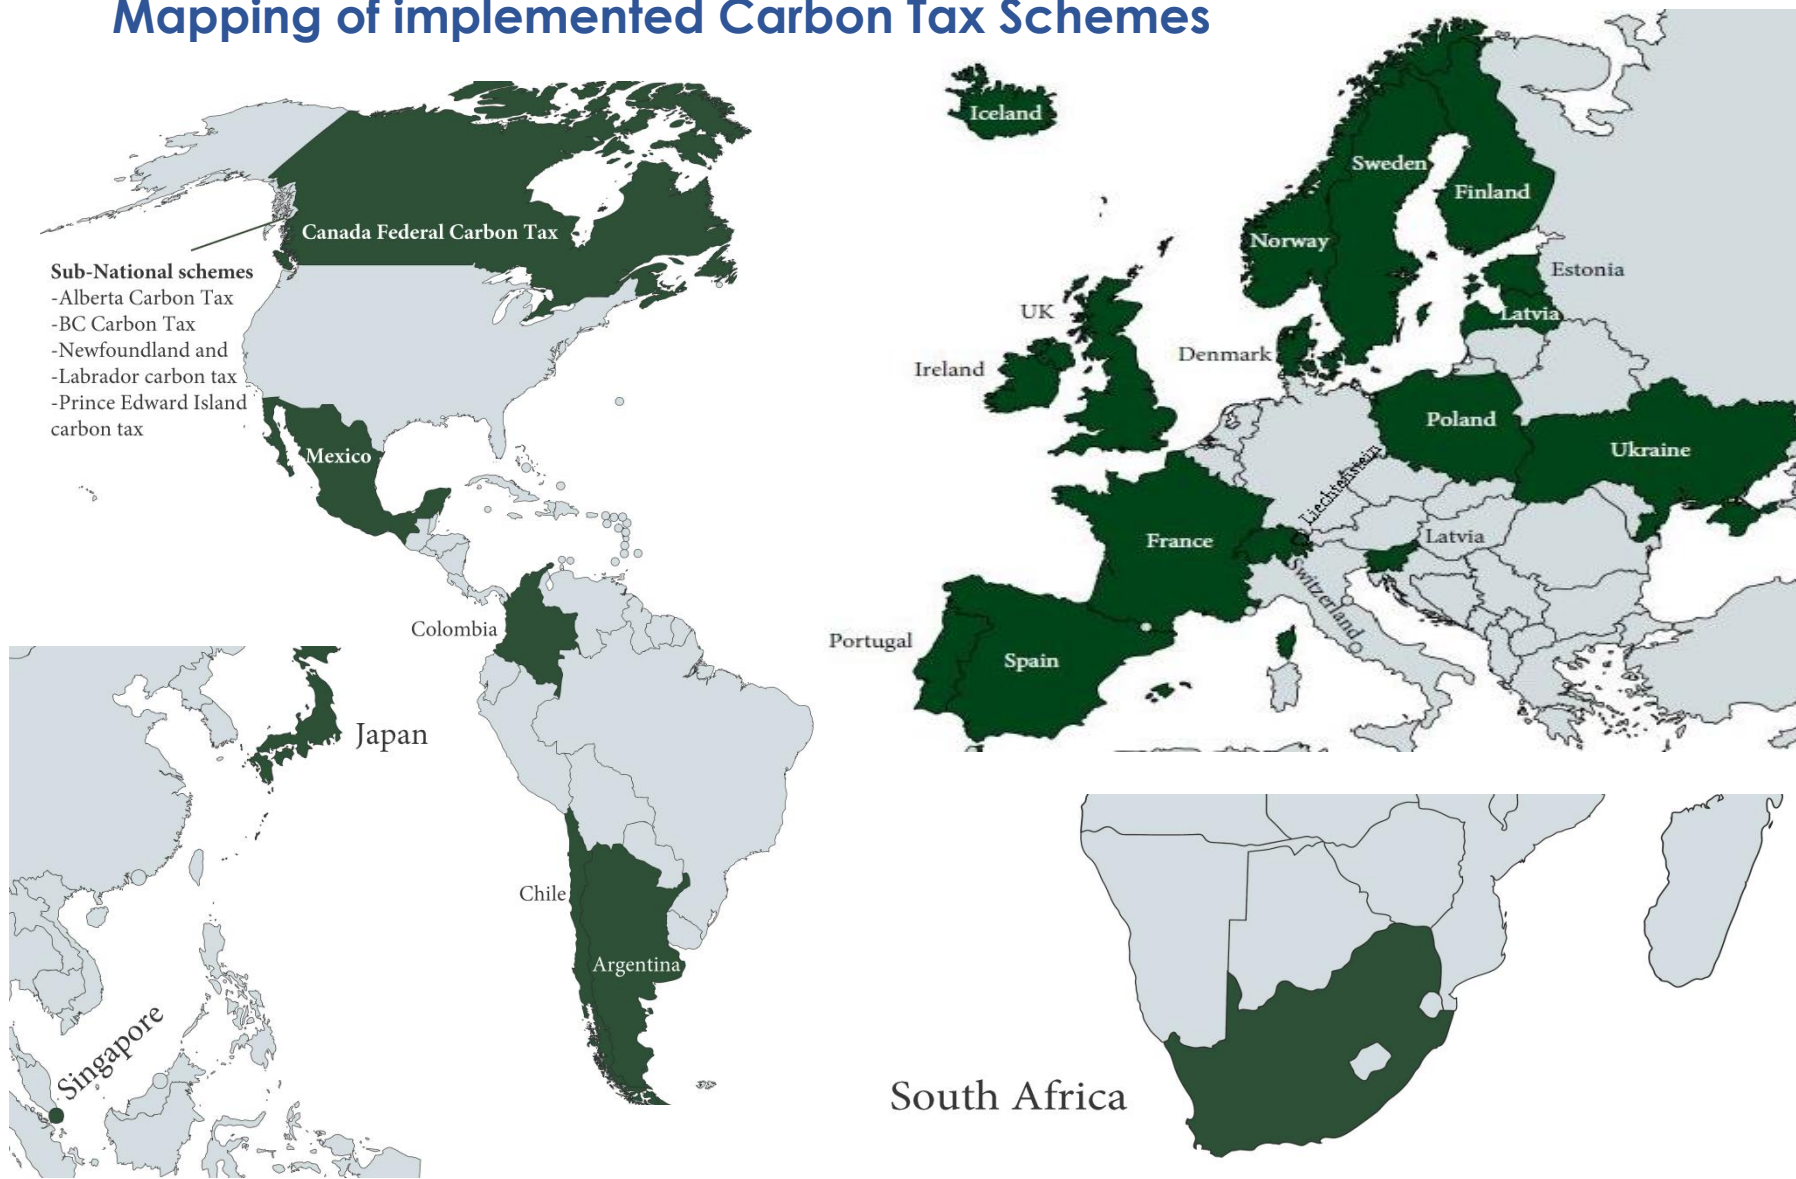 Mapping of implemented Carbon Tax Schemes
Canada Federal Carbon Tax
Sub-National schemes
-Alberta Carbon Tax
-BC Carbon Tax
-Newfoundland and
-Labrador carbon tax
-Prince Edward Island
carbon tax
Mexico
Colombia
Chile
Argentina
Japan
Singapore
Iceland
Sweden
Finland
Norway
Estonia
Latvia
UK
Denmark
Ireland
Poland
Ukraine
Liechtenstein
France
Latvia
Switzerland
Portugal
Spain
South Africa